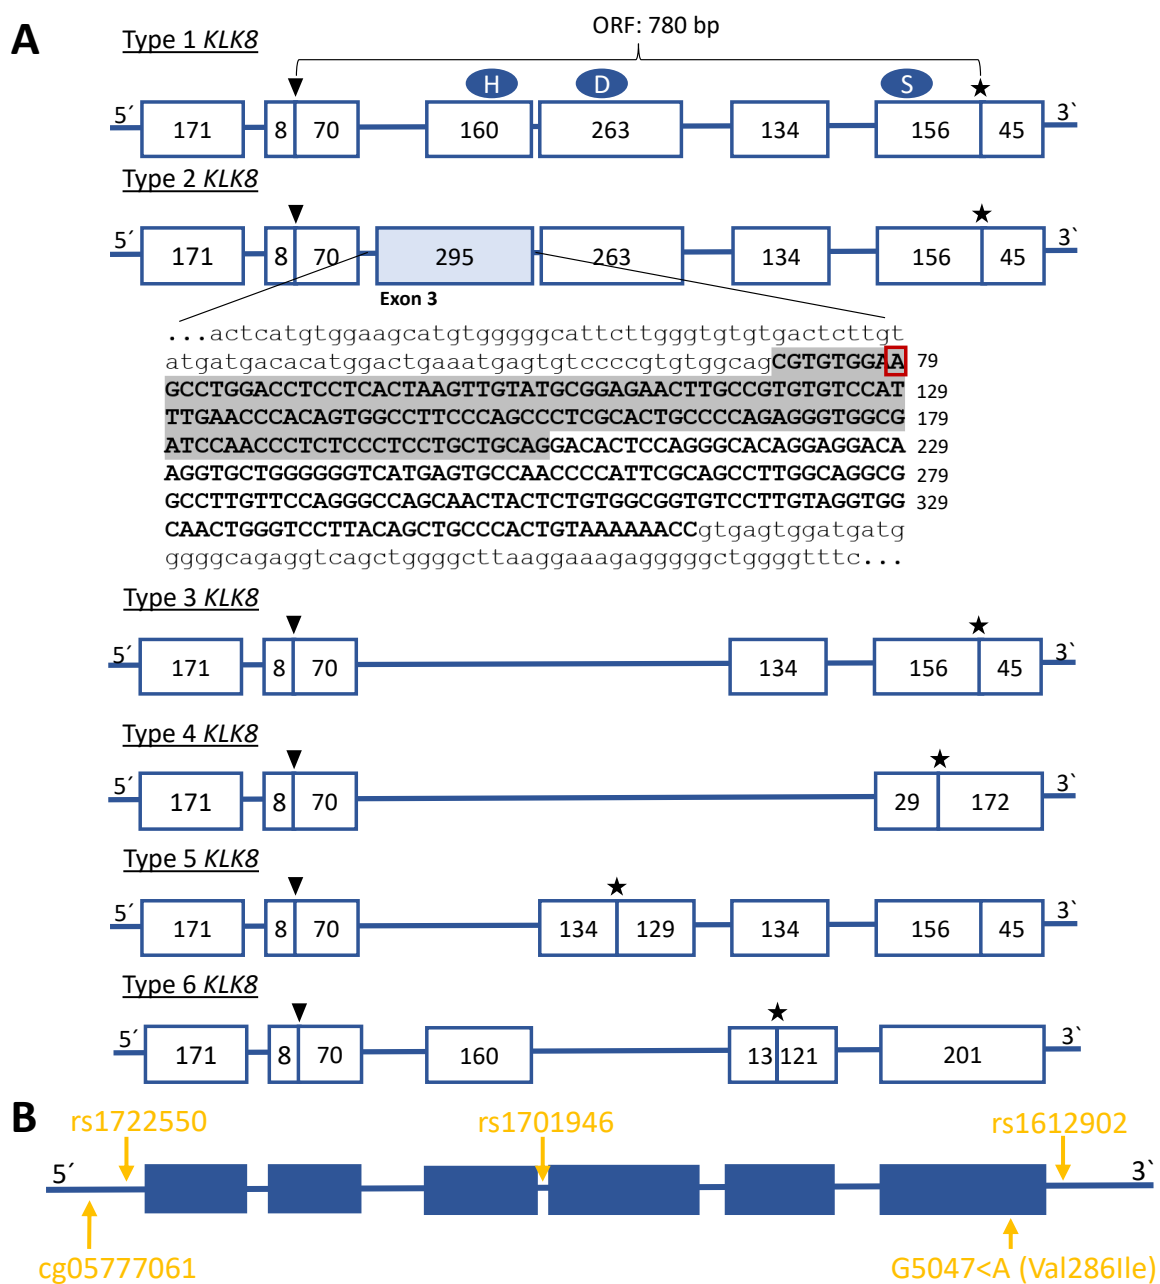 A
Type 1 KLK8
ORF: 780 bp
H D S
5´ 171 8 70 160 263 134 156 45 3`
Type 2 KLK8
5´ 171 8 70 295 263 134 156 45 3`
Exon 3
...actcatgtggaagcatgtgggggcattcttgggtgtgtgactcttgt
atgatgacacatggactgaaatgagtgtccccgtgtggcagCGTGTGGAA 79
GCCTGGACCTCCTCACTAAGTTGTATGCGGAGAACTTGCCGTGTGTCCAT 129
TTGAACCCACAGTGGCCTTCCCAGCCCTCGCACTGCCCCAGAGGGTGGCG 179
ATCCAACCCTCTCCCTCCTGCTGCAGGACACTCCAGGGCACAGGAGGACA 229
AGGTGCTGGGGGGTCATGAGTGCCAACCCCATTCGCAGCCTTGGCAGGCG 279
GCCTTGTTCCAGGGCCAGCAACTACTCTGTGGCGGTGTCCTTGTAGGTGG 329
CAACTGGGTCCTTACAGCTGCCCACTGTAAAAAACCgtgagtggatgatg
ggggcagaggtcagctggggcttaaggaaagagggggctggggtttc...
Type 3 KLK8
5´ 171 8 70 134 156 45 3`
Type 4 KLK8
5´ 171 8 70 29 172 3`
Type 5 KLK8
5´ 171 8 70 134 129 134 156 45 3`
Type 6 KLK8
5´ 171 8 70 160 13 121 201 3`
B
rs1722550 rs1701946 rs1612902
5´ 3`
cg05777061 G5047<A (Val286Ile)